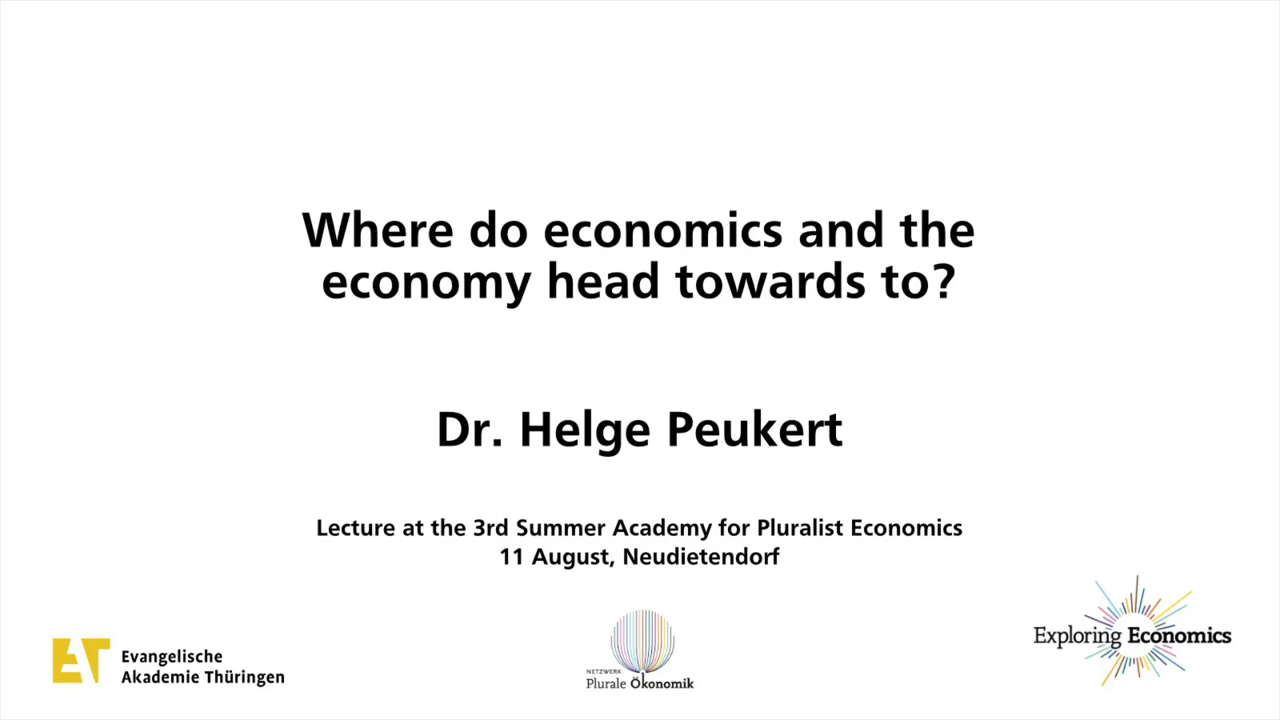 Where do economics and the
economy head towards to?
Dr. Helge Peukert
Lecture at the 3rd Summer Academy for Pluralist Economics
11 August, Neudietendorf
EAT
Evangelische
Akademie Thüringen
NETZWERK
Plurale Ökonomik
Exploring Economics